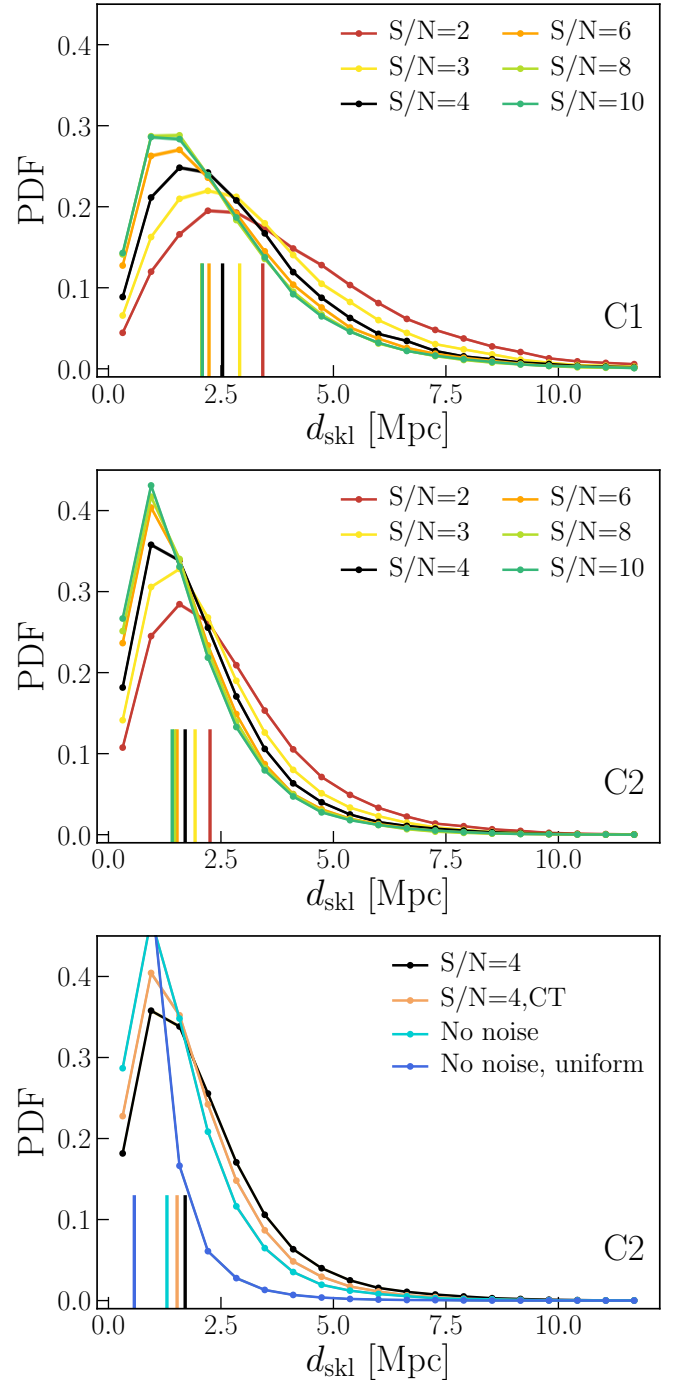 0.4
0.3
0.2
0.1
0.0
PDF
S/N=2
S/N=3
S/N=4
S/N=6
S/N=8
S/N=10
C1
0.0 2.5 5.0 7.5 10.0
d_skl [Mpc]
0.4
0.3
0.2
0.1
0.0
PDF
S/N=2
S/N=3
S/N=4
S/N=6
S/N=8
S/N=10
C2
0.0 2.5 5.0 7.5 10.0
d_skl [Mpc]
0.4
0.3
0.2
0.1
0.0
PDF
S/N=4
S/N=4,CT
No noise
No noise, uniform
C2
0.0 2.5 5.0 7.5 10.0
d_skl [Mpc]